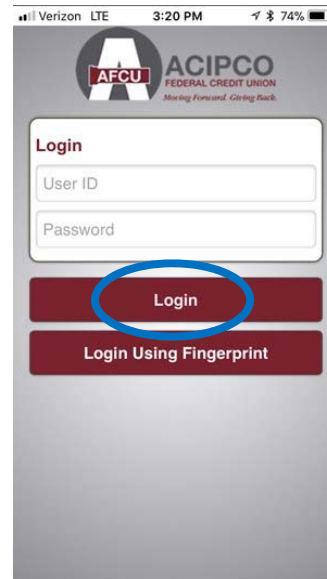 Verizon LTE 3:20 PM 74%
AFCU
ACIPCO
FEDERAL CREDIT UNION
Moving Forward. Giving Back.
Login
User ID
Password
Login
Login Using Fingerprint